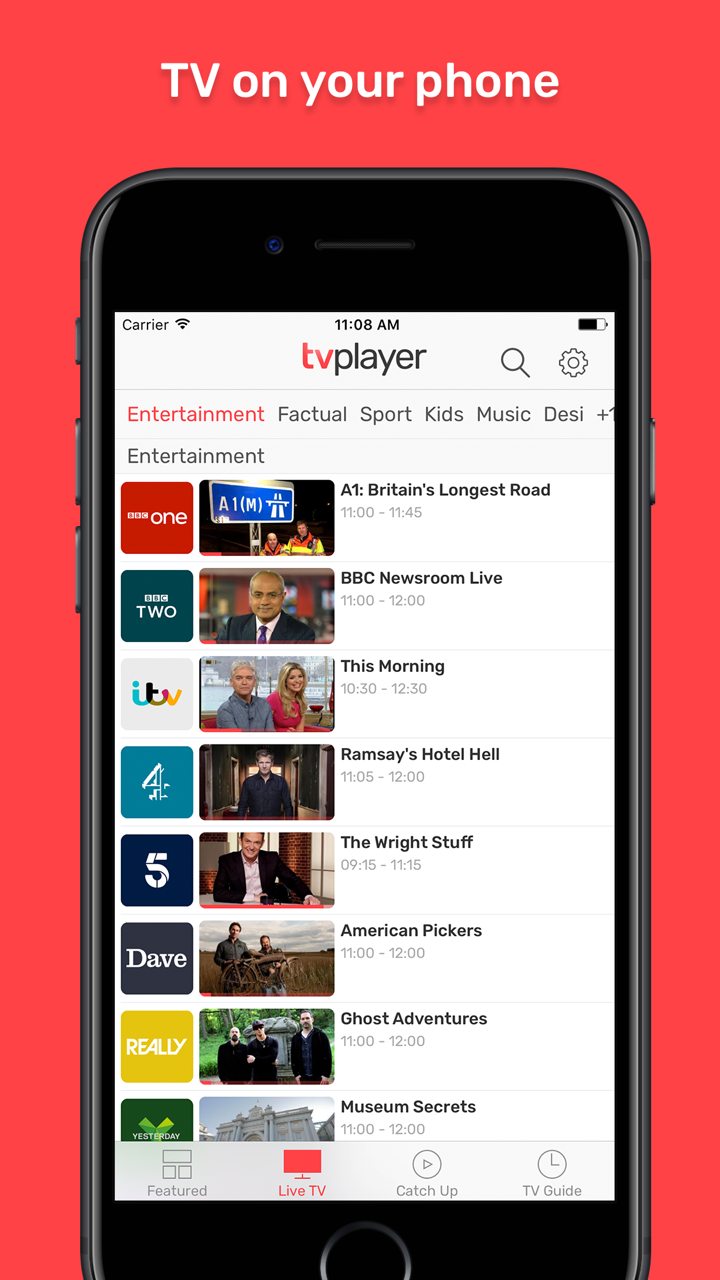 TV on your phone
Carrier 11:08 AM
tvplayer
Entertainment Factual Sport Kids Music Desi +1
Entertainment
BBC one
A1(M)
A1: Britain's Longest Road
11:00 - 11:45
BBC TWO
BBC Newsroom Live
11:00 - 12:00
itv
This Morning
10:30 - 12:30
4
Ramsay's Hotel Hell
11:05 - 12:00
5
The Wright Stuff
09:15 - 11:15
Dave
American Pickers
11:00 - 12:00
REALLY
Ghost Adventures
11:00 - 12:00
YESTERDAY
Museum Secrets
11:00 - 12:00
Featured Live TV Catch Up TV Guide